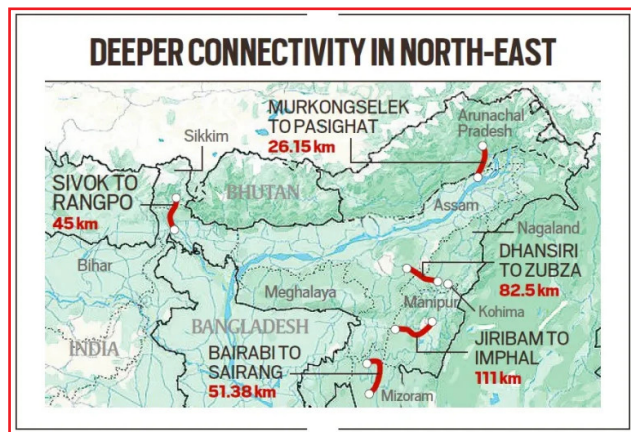 DEEPER CONNECTIVITY IN NORTH-EAST
MURKONGSELEK
TO PASIGHAT
26.15 km
Arunachal
Pradesh
Sikkim
SIVOK TO
RANGPO
45 km
BHUTAN
Assam
Nagaland
Bihar
DHANSIRI
TO ZUBZA
82.5 km
Meghalaya
Manipur
Kohima
BANGLADESH
INDIA
JIRIBAM TO
IMPHAL
111 km
BAIRABI TO
SAIRANG
51.38 km
Mizoram